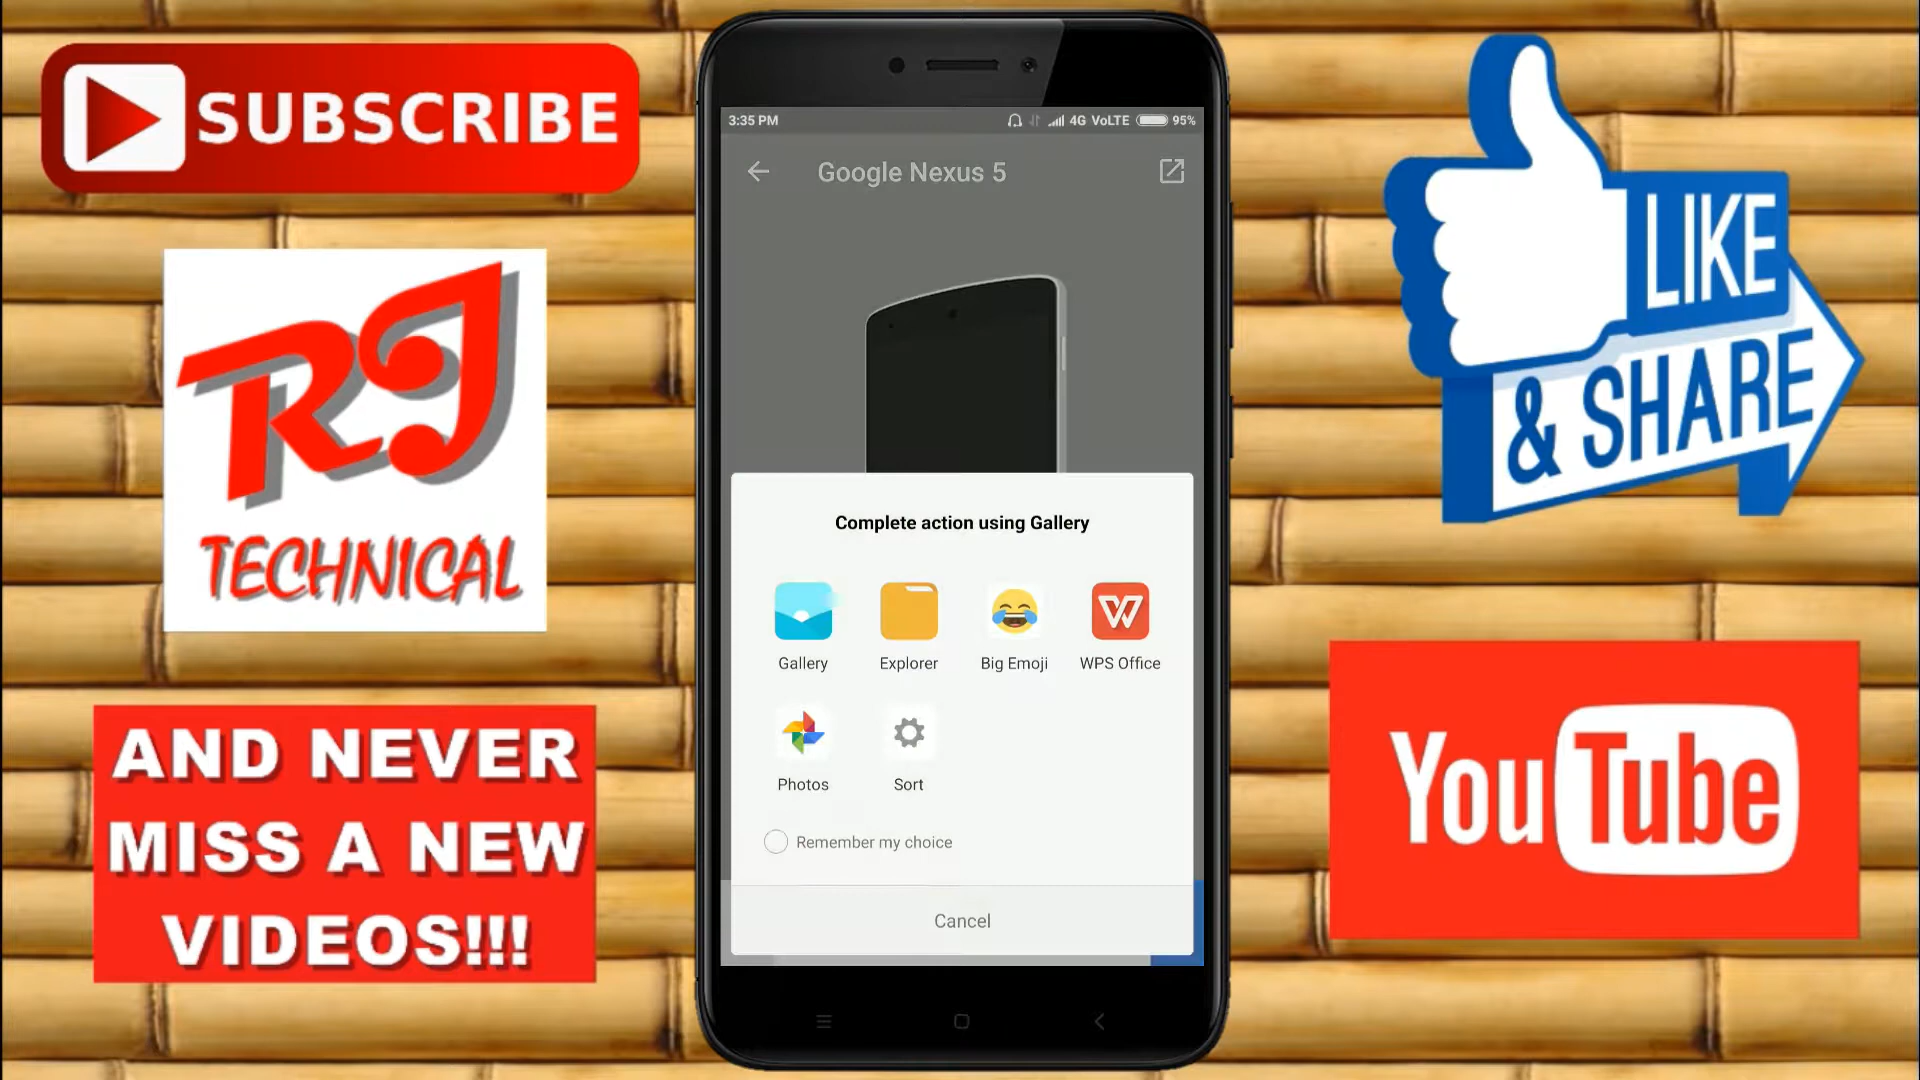 SUBSCRIBE
RJ
TECHNICAL
AND NEVER
MISS A NEW
VIDEOS!!!
3:35 PM
4G VoLTE 95%
Google Nexus 5
Complete action using Gallery
Gallery
Explorer
Big Emoji
WPS Office
Photos
Sort
Remember my choice
Cancel
LIKE
& SHARE
YouTube